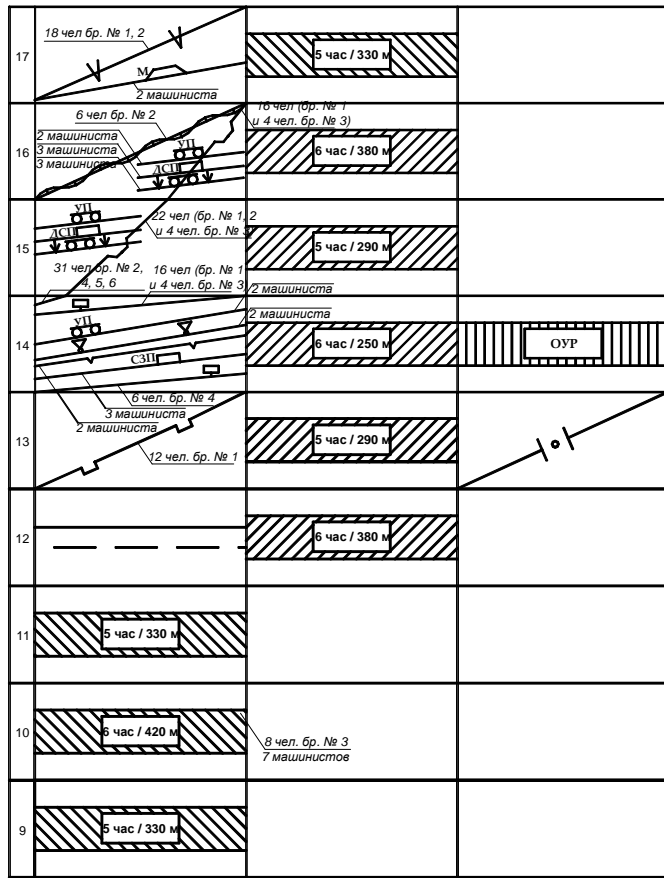 17
18 чел бр. № 1, 2
М
2 машиниста
5 час / 330 м
16
6 чел бр. № 2
2 машиниста
3 машиниста
3 машиниста
УП
ДСП
16 чел (бр. № 1
и 4 чел бр. № 3)
6 час / 380 м
15
УП
ДСП
22 чел (бр. № 1, 2
и 4 чел бр. № 3
31 чел бр. № 2,
4, 5, 6
16 чел (бр. № 1
и 4 чел бр. № 3)
5 час / 290 м
14
2 машиниста
2 машиниста
УП
СЗП
6 чел. бр. № 4
3 машиниста
2 машиниста
6 час / 250 м
ОУР
13
12 чел. бр. № 1
5 час / 290 м
12
6 час / 380 м
11
5 час / 330 м
10
6 час / 420 м
8 чел. бр. № 3
7 машинистов
9
5 час / 330 м